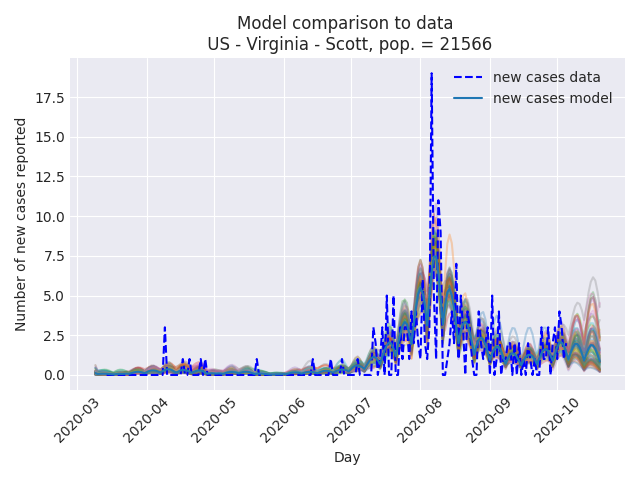 Model comparison to data
US - Virginia - Scott, pop. = 21566
new cases data
new cases model
Number of new cases reported
17.5
15.0
12.5
10.0
7.5
5.0
2.5
0.0
2020-03
2020-04
2020-05
2020-06
2020-07
2020-08
2020-09
2020-10
Day